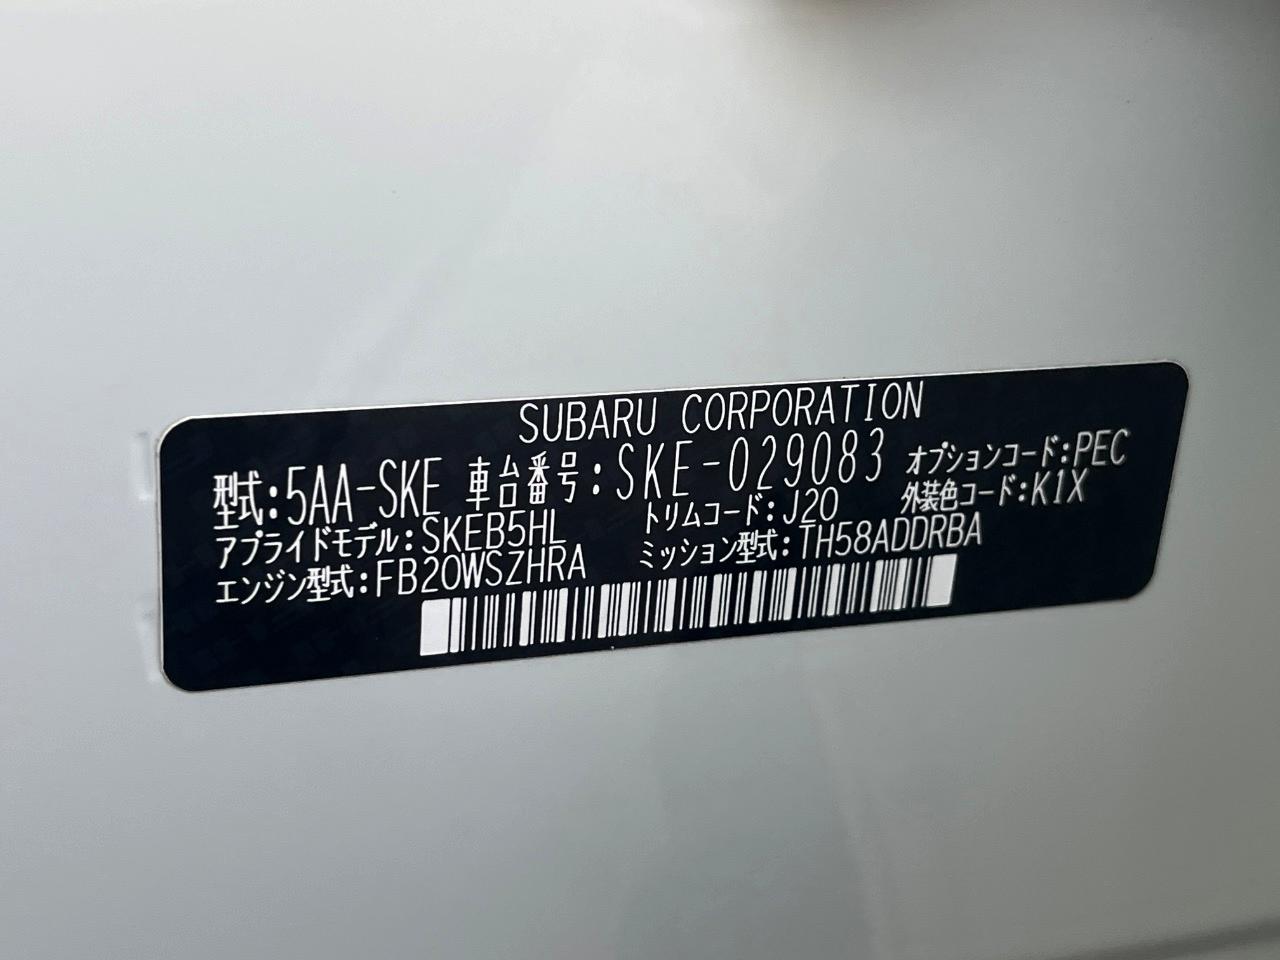 SUBARU CORPORATION
型式:5AA-SKE 車台番号:SKE-029083 オプションコード:PEC
アプライドモデル:SKEB5HL トリムコード:J20 外装色コード:K1X
エンジン型式:FB20WSZHRA ミッション型式:TH58ADDRBA